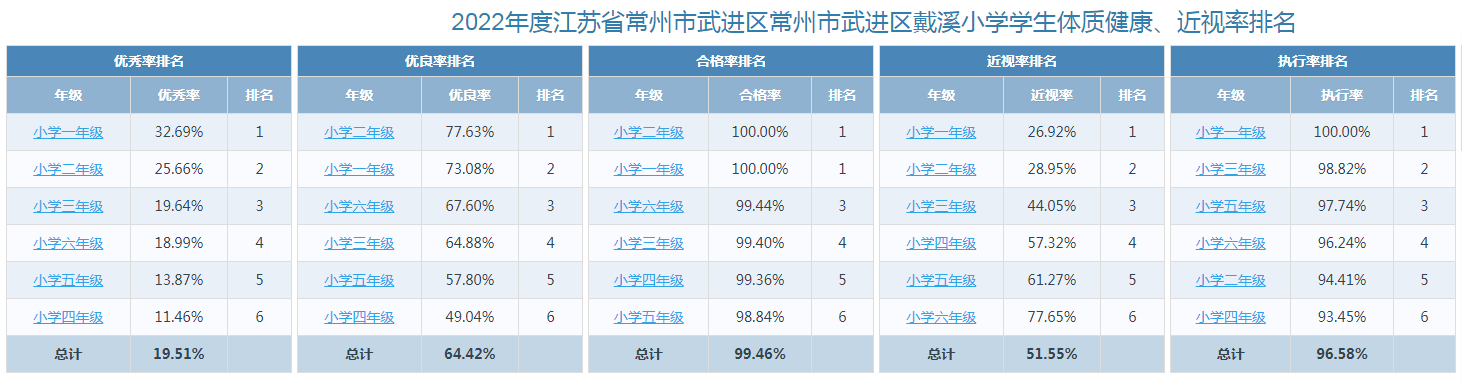 2022年度江苏省常州市武进区常州市武进区戴溪小学学生体质健康、近视率排名
优秀率排名 优良率排名 合格率排名 近视率排名 执行率排名
年级 优秀率 排名 年级 优良率 排名 年级 合格率 排名 年级 近视率 排名 年级 执行率 排名
小学一年级 32.69% 1 小学二年级 77.63% 1 小学二年级 100.00% 1 小学一年级 26.92% 1 小学一年级 100.00% 1
小学二年级 25.66% 2 小学一年级 73.08% 2 小学一年级 100.00% 1 小学二年级 28.95% 2 小学三年级 98.82% 2
小学三年级 19.64% 3 小学六年级 67.60% 3 小学六年级 99.44% 3 小学三年级 44.05% 3 小学五年级 97.74% 3
小学六年级 18.99% 4 小学三年级 64.88% 4 小学三年级 99.40% 4 小学四年级 57.32% 4 小学六年级 96.24% 4
小学五年级 13.87% 5 小学五年级 57.80% 5 小学四年级 99.36% 5 小学五年级 61.27% 5 小学二年级 94.41% 5
小学四年级 11.46% 6 小学四年级 49.04% 6 小学五年级 98.84% 6 小学六年级 77.65% 6 小学四年级 93.45% 6
总计 19.51% 总计 64.42% 总计 99.46% 总计 51.55% 总计 96.58%